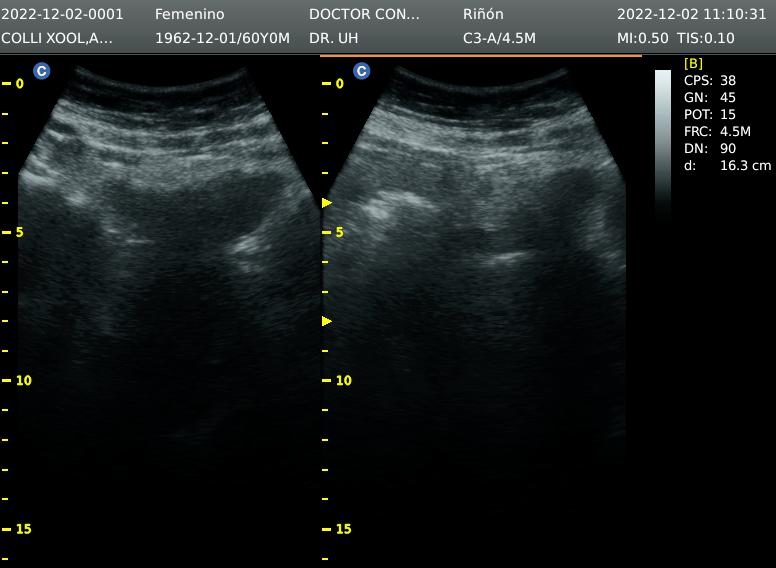 2022-12-02-0001 Femenino DOCTOR CON... Riñón 2022-12-02 11:10:31
COLLI XOOL,A... 1962-12-01/60Y0M DR. UH C3-A/4.5M MI:0.50 TIS:0.10
C C [B]
0 0 CPS: 38
GN: 45
POT: 15
FRC: 4.5M
DN: 90
d: 16.3 cm
5 5
10 10
15 15